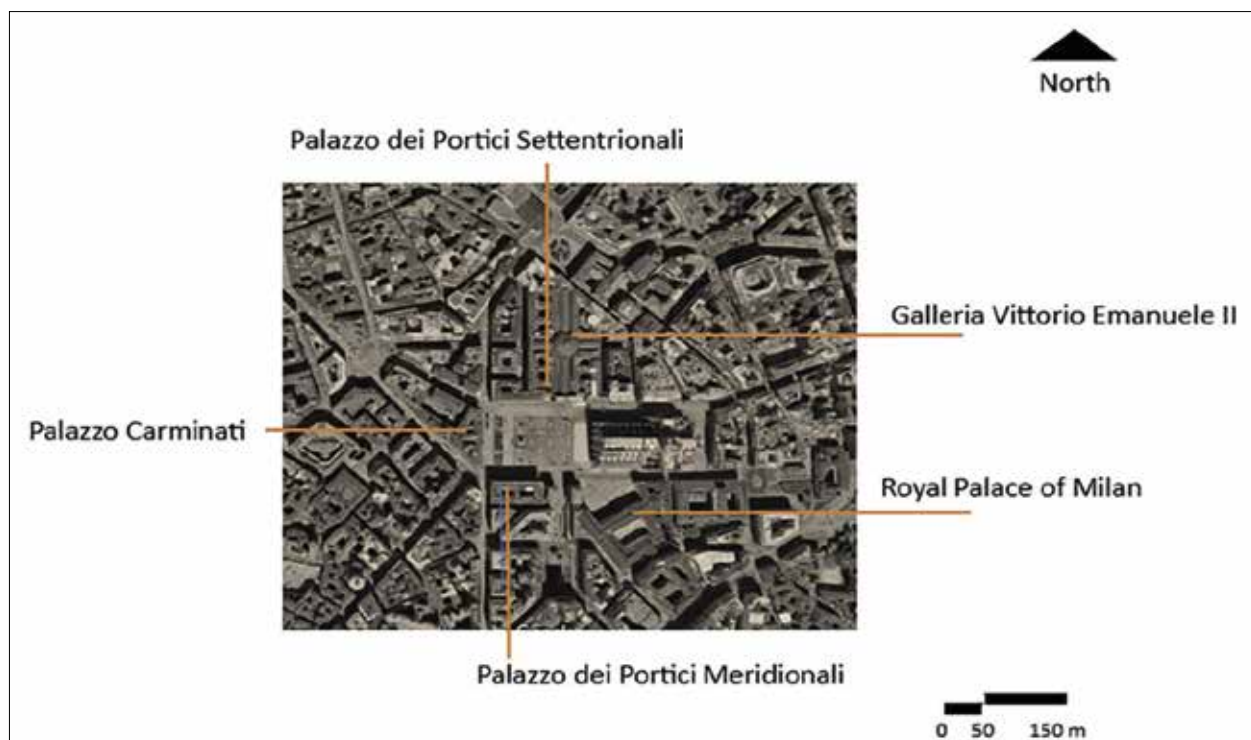 North
Palazzo dei Portici Settentrionali
Galleria Vittorio Emanuele II
Palazzo Carminati
Royal Palace of Milan
Palazzo dei Portici Meridionali
0 50 150 m